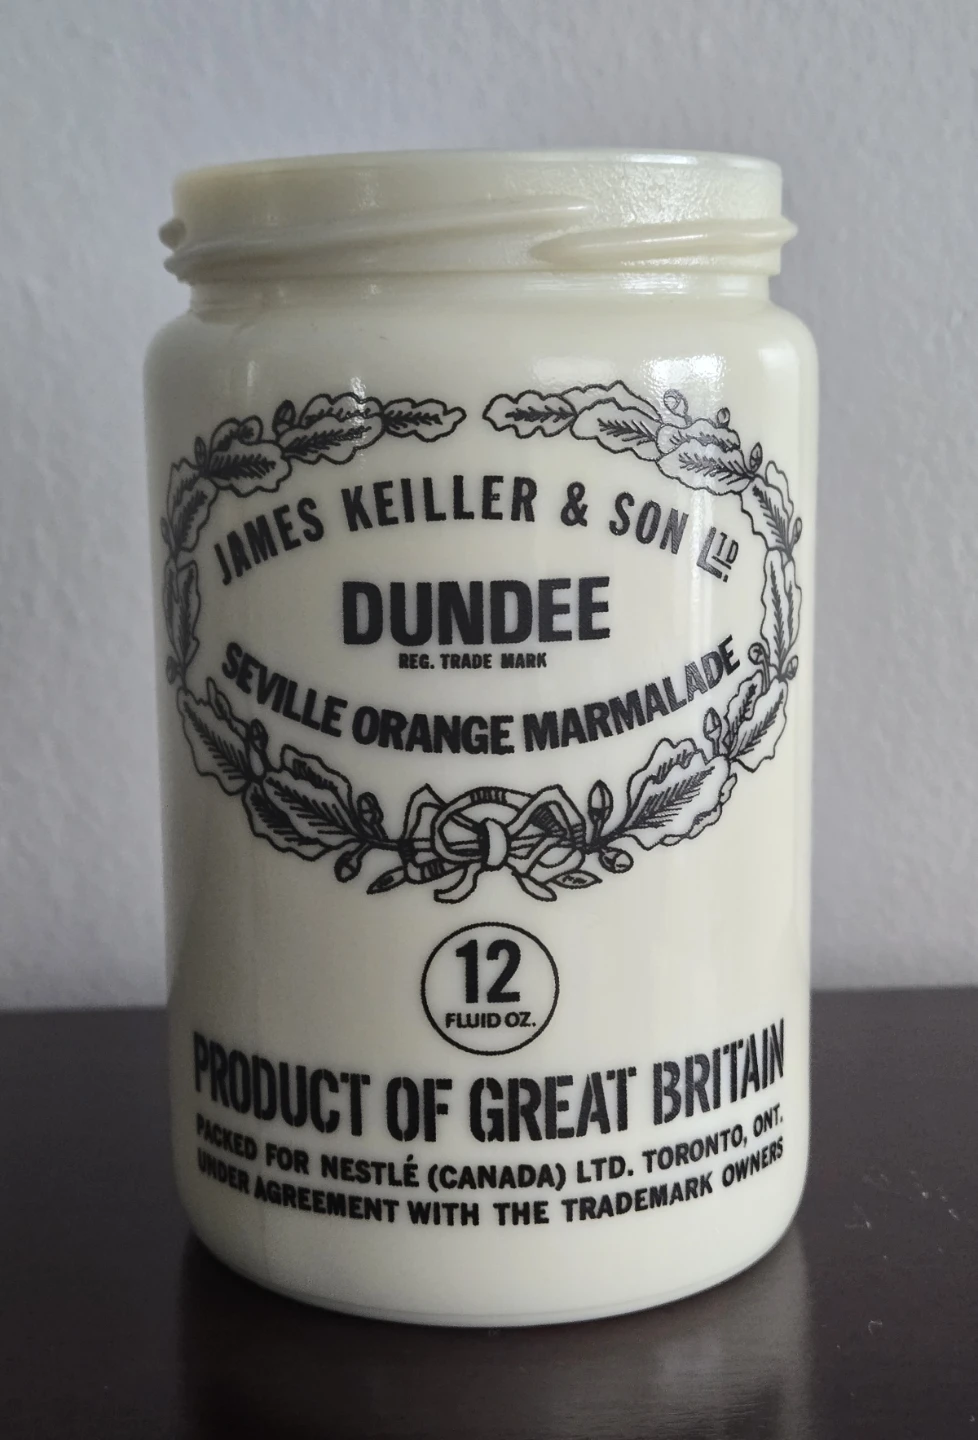 JAMES KEILLER & SON LTD.
DUNDEE
REG. TRADE MARK
SEVILLE ORANGE MARMALADE
12
FLUID OZ.
PRODUCT OF GREAT BRITAIN
PACKED FOR NESTLÉ (CANADA) LTD. TORONTO, ONT.
UNDER AGREEMENT WITH THE TRADEMARK OWNERS